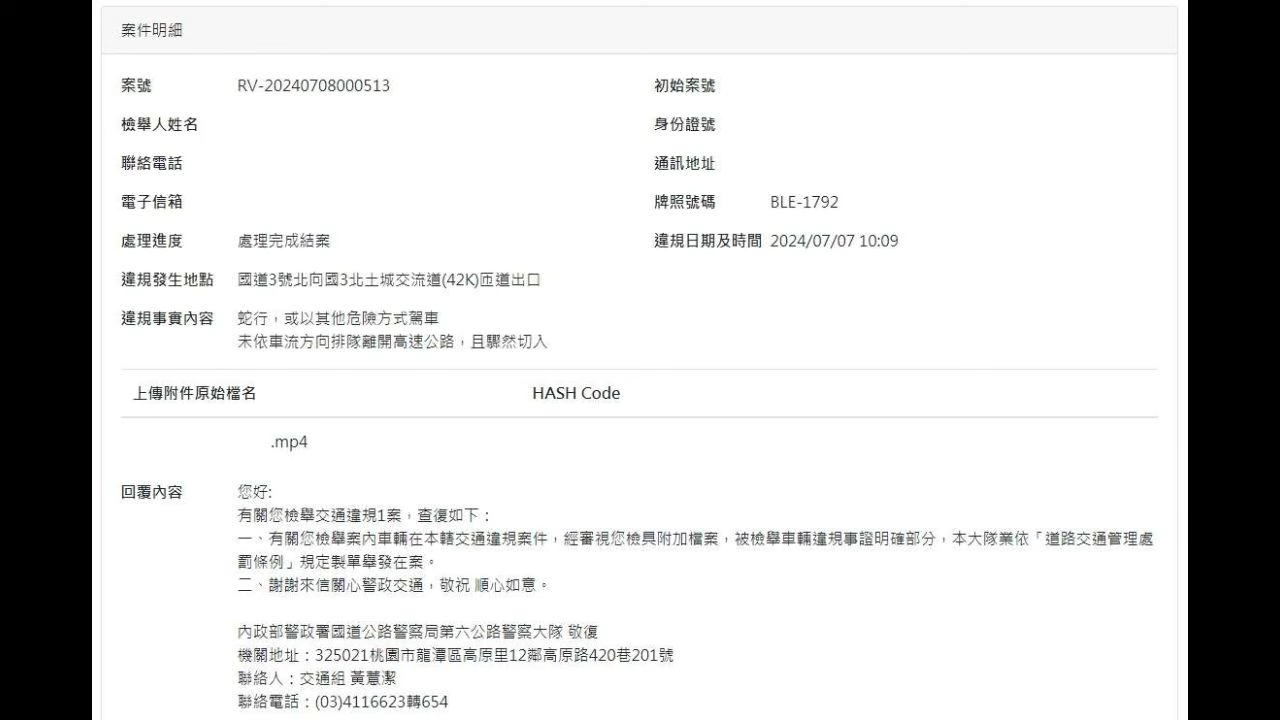 案件明細
案號 RV-20240708000513 初始案號
檢舉人姓名 身份證號
聯絡電話 通訊地址
電子信箱 牌照號碼 BLE-1792
處理進度 處理完成結案 違規日期及時間 2024/07/07 10:09
違規發生地點 國道3號北向國3北土城交流道(42K)匝道出口
違規事實內容 蛇行，或以其他危險方式駕車
未依車流方向排隊離開高速公路，且驟然切入
上傳附件原始檔名 HASH Code
.mp4
回覆內容 您好:
有關您檢舉交通違規1案，查復如下：
一、有關您檢舉案內車輛在本轄交通違規案件，經審視您檢具附加檔案，被檢舉車輛違規事證明確部分，本大隊業依「道路交通管理處
罰條例」規定製單舉發在案。
二、謝謝來信關心警政交通，敬祝 順心如意。
內政部警政署國道公路警察局第六公路警察大隊 敬復
機關地址：325021桃園市龍潭區高原里12鄰高原路420巷201號
聯絡人：交通組 黃慧潔
聯絡電話：(03)4116623轉654